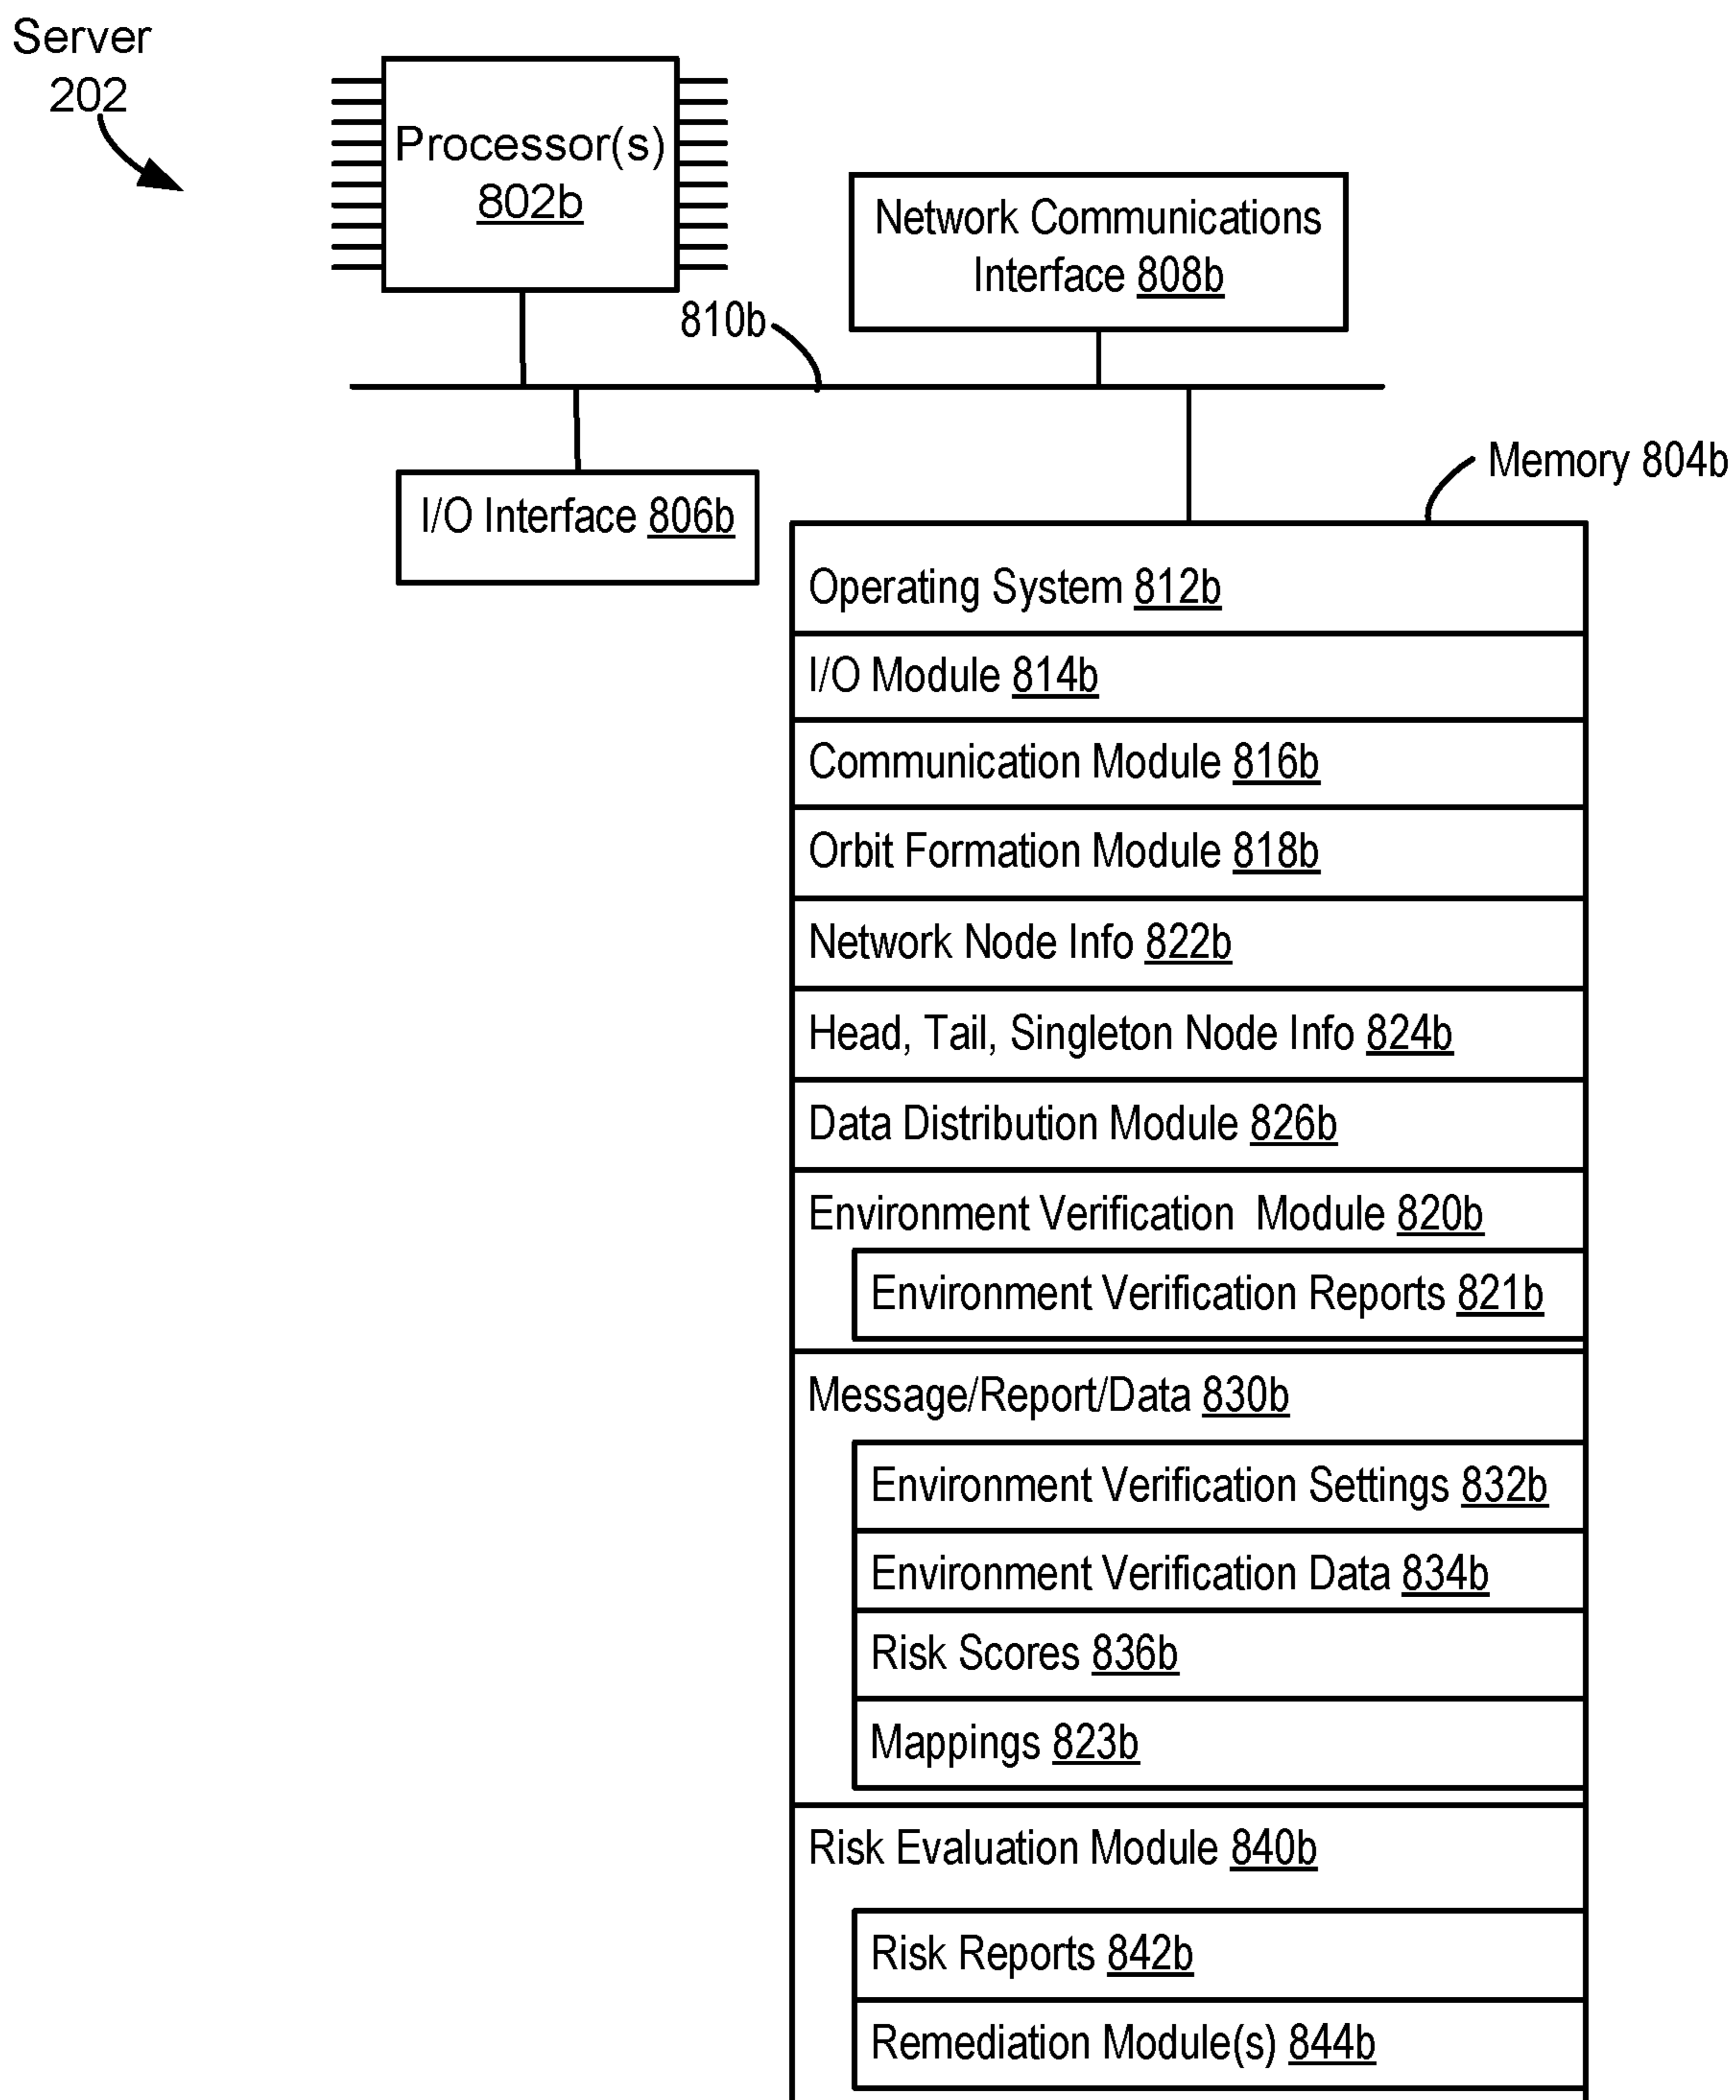 Server
202
Processor(s)
802b
Network Communications
Interface 808b
810b
Memory 804b
I/O Interface 806b
Operating System 812b
I/O Module 814b
Communication Module 816b
Orbit Formation Module 818b
Network Node Info 822b
Head, Tail, Singleton Node Info 824b
Data Distribution Module 826b
Environment Verification Module 820b
Environment Verification Reports 821b
Message/Report/Data 830b
Environment Verification Settings 832b
Environment Verification Data 834b
Risk Scores 836b
Mappings 823b
Risk Evaluation Module 840b
Risk Reports 842b
Remediation Module(s) 844b